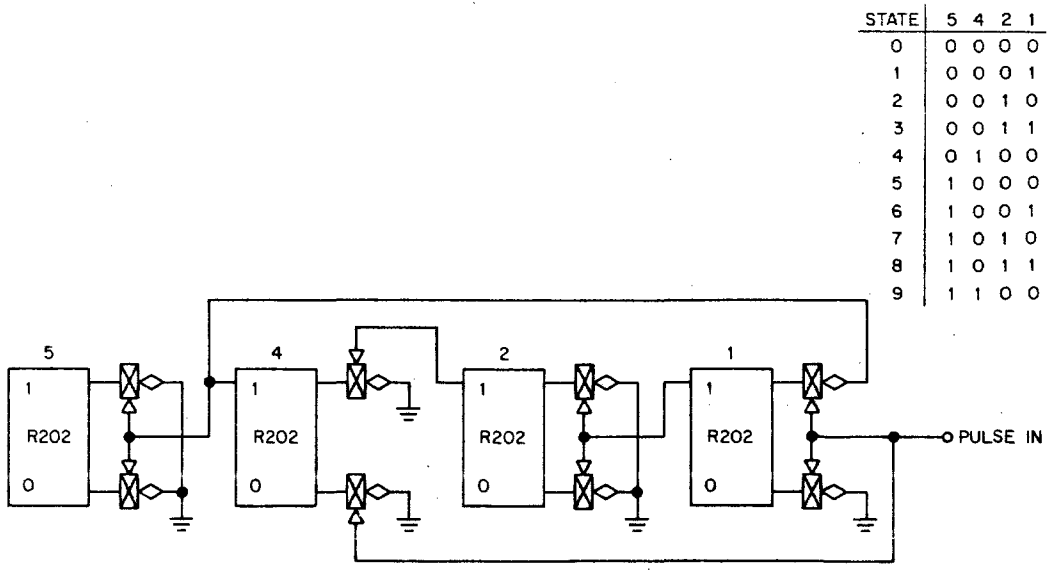 STATE 5 4 2 1
0 0 0 0 0
1 0 0 0 1
2 0 0 1 0
3 0 0 1 1
4 0 1 0 0
5 1 0 0 0
6 1 0 0 1
7 1 0 1 0
8 1 0 1 1
9 1 1 0 0
5 4 2 1
1 1 1 1
R202 R202 R202 R202 PULSE IN
0 0 0 0